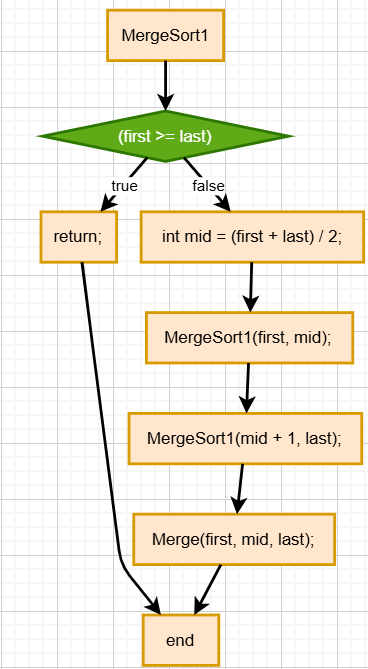 MergeSort1
(first >= last)
true
false
return;
int mid = (first + last) / 2;
MergeSort1(first, mid);
MergeSort1(mid + 1, last);
Merge(first, mid, last);
end